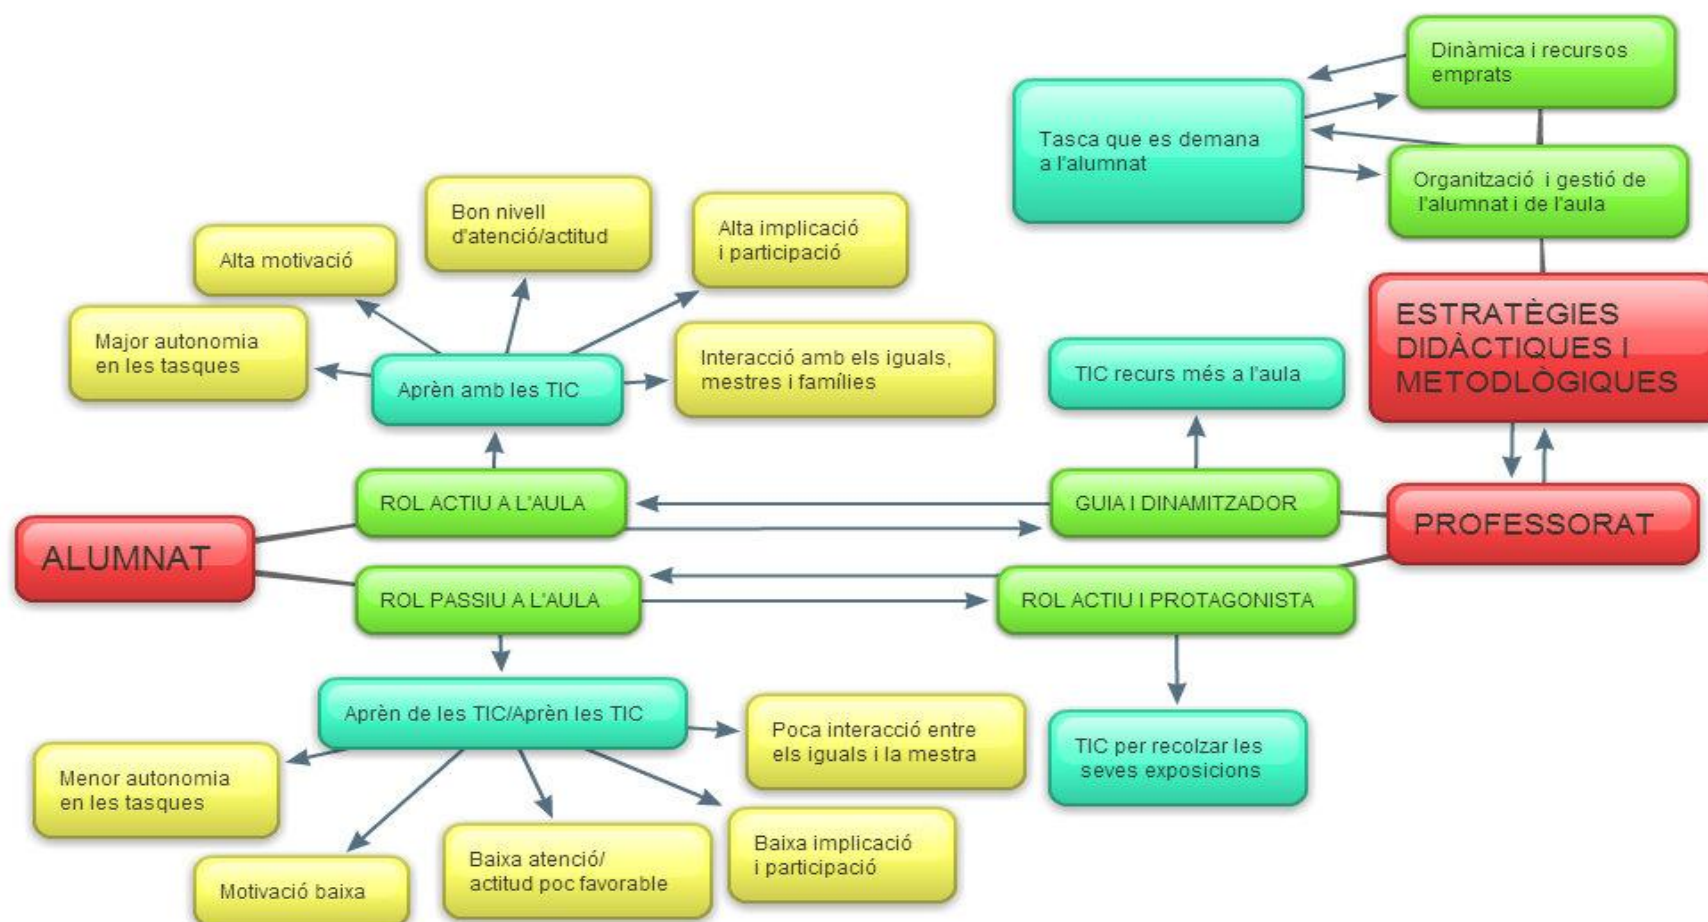 Dinàmica i recursos
emprats
Tasca que es demana
a l'alumnat
Organització i gestió de
l'alumnat i de l'aula
Bon nivell
d'atenció/actitud
Alta implicació
i participació
Alta motivació
Major autonomia
en les tasques
Interacció amb els iguals,
mestres i famílies
Aprèn amb les TIC
TIC recurs més a l'aula
ESTRATÈGIES
DIDÀCTIQUES I
METODLÒGIQUES
ROL ACTIU A L'AULA
GUIA I DINAMITZADOR
PROFESSORAT
ALUMNAT
ROL PASSIU A L'AULA
ROL ACTIU I PROTAGONISTA
Aprèn de les TIC/Aprèn les TIC
Poca interacció entre
els iguals i la mestra
TIC per recolzar les
seves exposicions
Menor autonomia
en les tasques
Motivació baixa
Baixa atenció/
actitud poc favorable
Baixa implicació
i participació